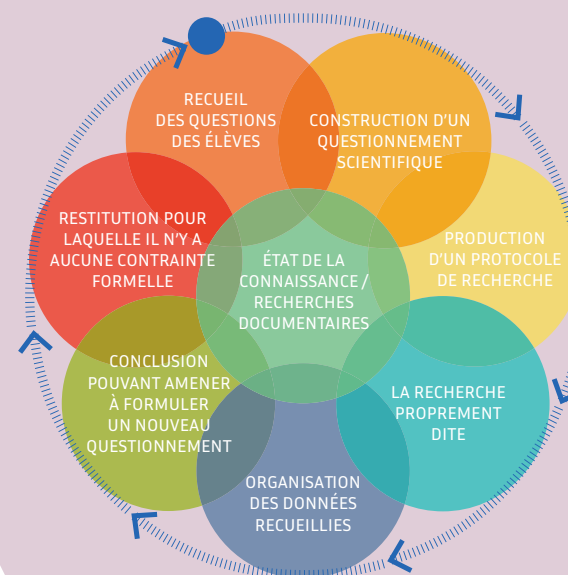 RECUEIL
DES QUESTIONS
DES ÉLÈVES
CONSTRUCTION D'UN
QUESTIONNEMENT
SCIENTIFIQUE
PRODUCTION
D'UN PROTOCOLE
DE RECHERCHE
LA RECHERCHE
PROPREMENT
DITE
ORGANISATION
DES DONNÉES
RECUEILLIES
CONCLUSION
POUVANT AMENER
À FORMULER
UN NOUVEAU
QUESTIONNEMENT
RESTITUTION POUR
LAQUELLE IL N'Y A
AUCUNE CONTRAINTE
FORMELLE
ÉTAT DE LA
CONNAISSANCE /
RECHERCHES
DOCUMENTAIRES